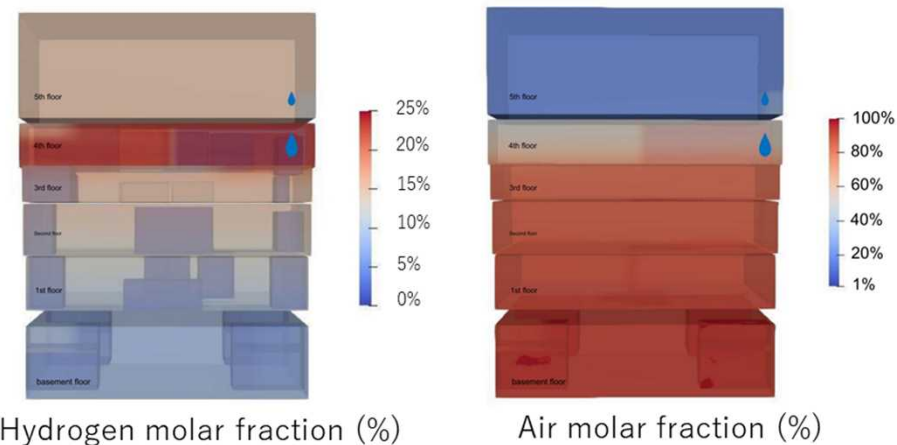 5th floor
4th floor
3rd floor
Second floor
1st floor
basement floor
25%
20%
15%
10%
5%
0%
Hydrogen molar fraction (%)
5th floor
4th floor
3rd floor
Second floor
1st floor
basement floor
100%
80%
60%
40%
20%
1%
Air molar fraction (%)